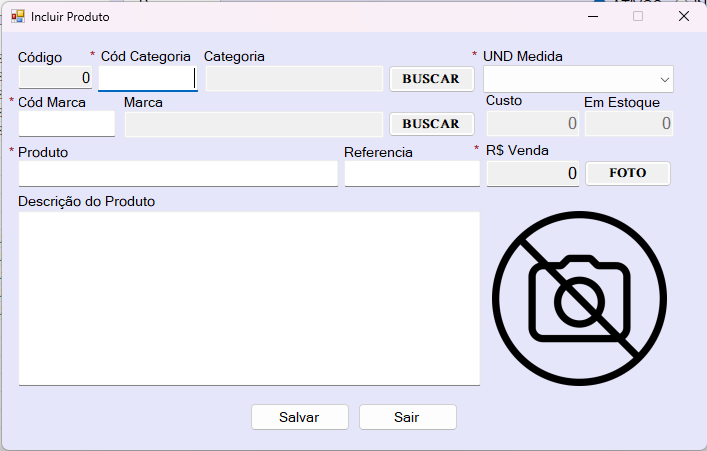 Incluir Produto
Código * Cód Categoria Categoria * UND Medida
0 BUSCAR
* Cód Marca Marca Custo Em Estoque
BUSCAR 0 0
* Produto Referencia * R$ Venda
0 FOTO
Descrição do Produto
Salvar Sair